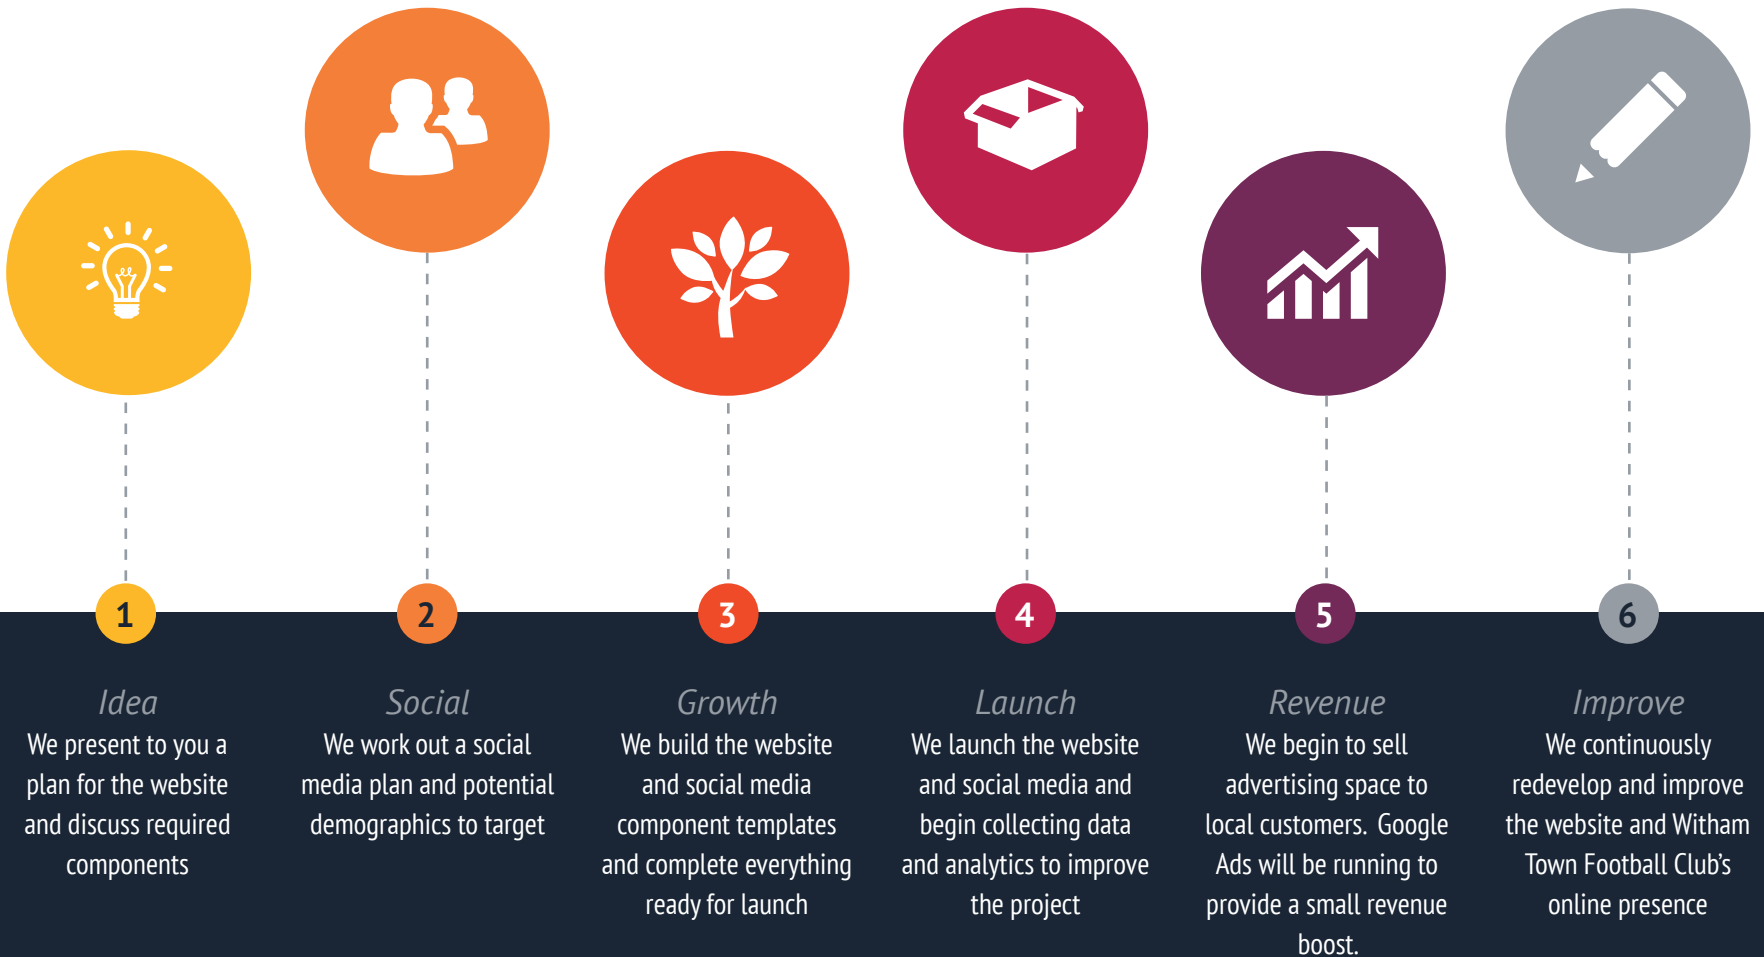 1
Idea
We present to you a
plan for the website
and discuss required
components
2
Social
We work out a social
media plan and potential
demographics to target
3
Growth
We build the website
and social media
component templates
and complete everything
ready for launch
4
Launch
We launch the website
and social media and
begin collecting data
and analytics to improve
the project
5
Revenue
We begin to sell
advertising space to
local customers.  Google
Ads will be running to
provide a small revenue
boost.
6
Improve
We continuously
redevelop and improve
the website and Witham
Town Football Club’s
online presence